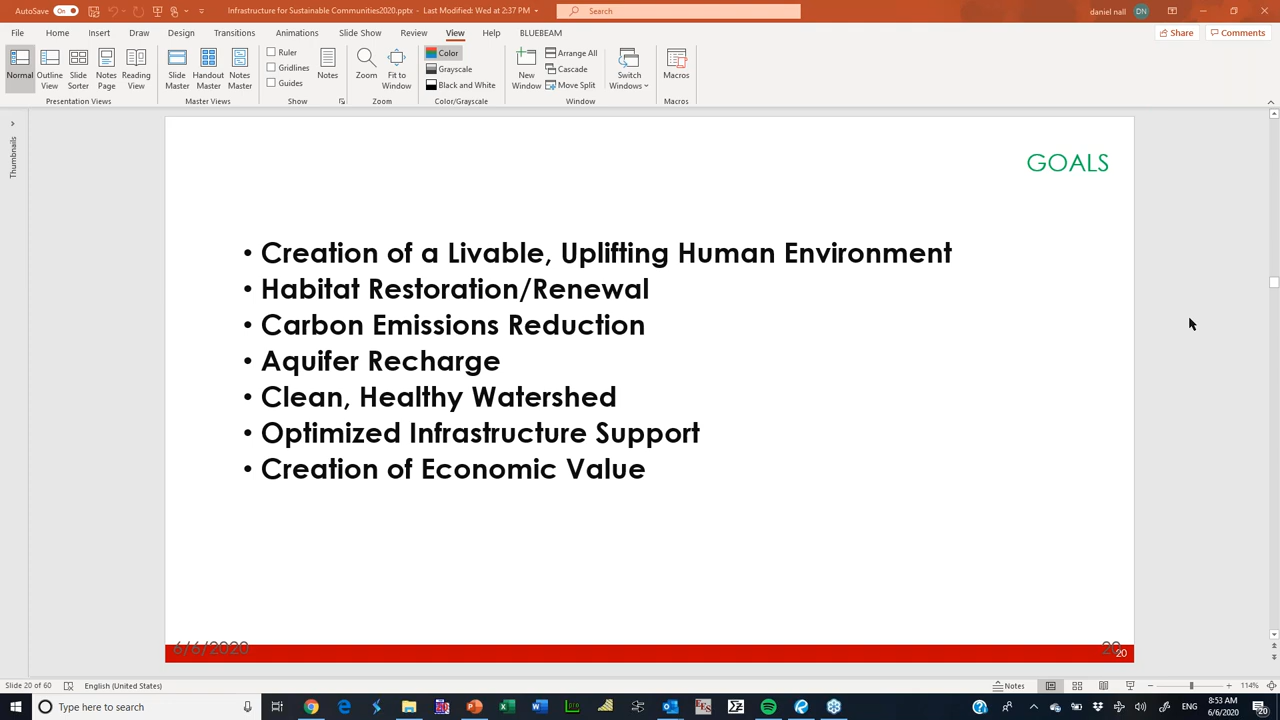 AutoSave On Infrastructure for Sustainable Communities2020.pptx - Last Modified: Wed at 2:37 PM Search daniel nall DN
File Home Insert Draw Design Transitions Animations Slide Show Review View Help BLUEBEAM Share Comments
Normal Outline View Slide Sorter Notes Page Reading View
Presentation Views
Slide Master Handout Master Notes Master
Master Views
Ruler
Gridlines
Guides
Show
Notes
Zoom Fit to Window
Zoom
Color
Grayscale
Black and White
Color/Grayscale
New Window
Arrange All
Cascade
Move Split
Switch Windows
Window
Macros
Macros
Thumbnails
GOALS
• Creation of a Livable, Uplifting Human Environment
• Habitat Restoration/Renewal
• Carbon Emissions Reduction
• Aquifer Recharge
• Clean, Healthy Watershed
• Optimized Infrastructure Support
• Creation of Economic Value
6/6/2020 20
20
Slide 20 of 60 English (United States) Notes 114%
Type here to search ENG 8:53 AM
6/6/2020 20